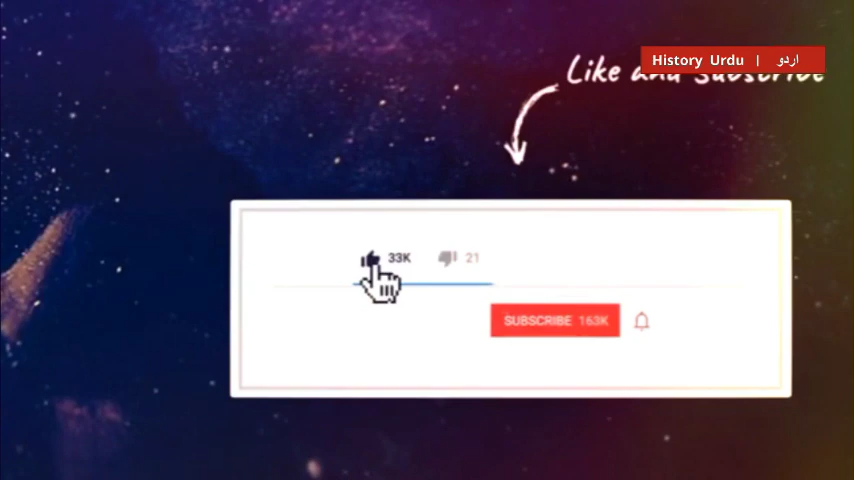 History Urdu | اردو
Like and Subscribe
33K 21
SUBSCRIBE 163K